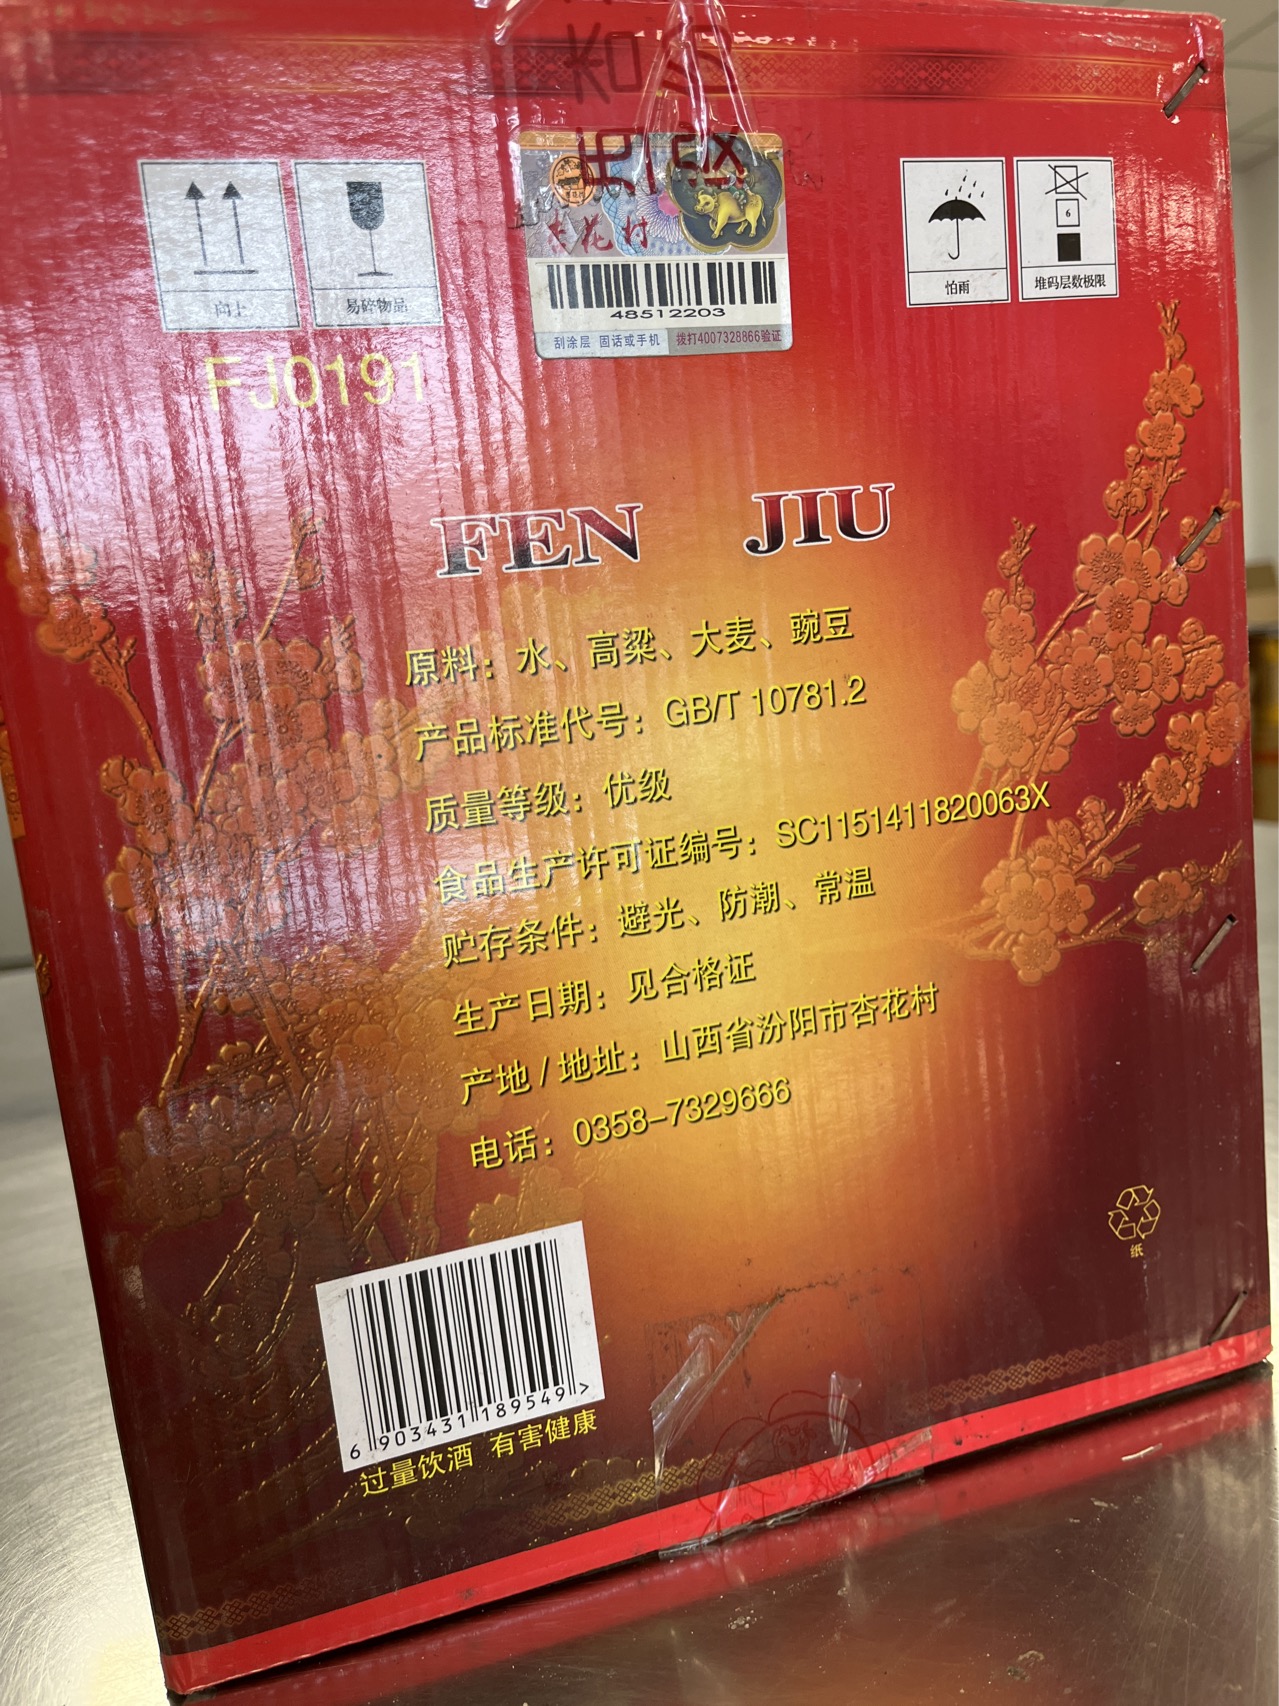 向上
易碎物品
杏花村
48512203
刮涂层 固话或手机 拨打4007328866验证
怕雨
6
堆码层数极限
FJ0191
FEN JIU
原料：水、高粱、大麦、豌豆
产品标准代号：GB/T 10781.2
质量等级：优级
食品生产许可证编号：SC1151411820063X
贮存条件：避光、防潮、常温
生产日期：见合格证
产地 / 地址：山西省汾阳市杏花村
电话：0358-7329666
纸
6 903431 189549 >
过量饮酒 有害健康